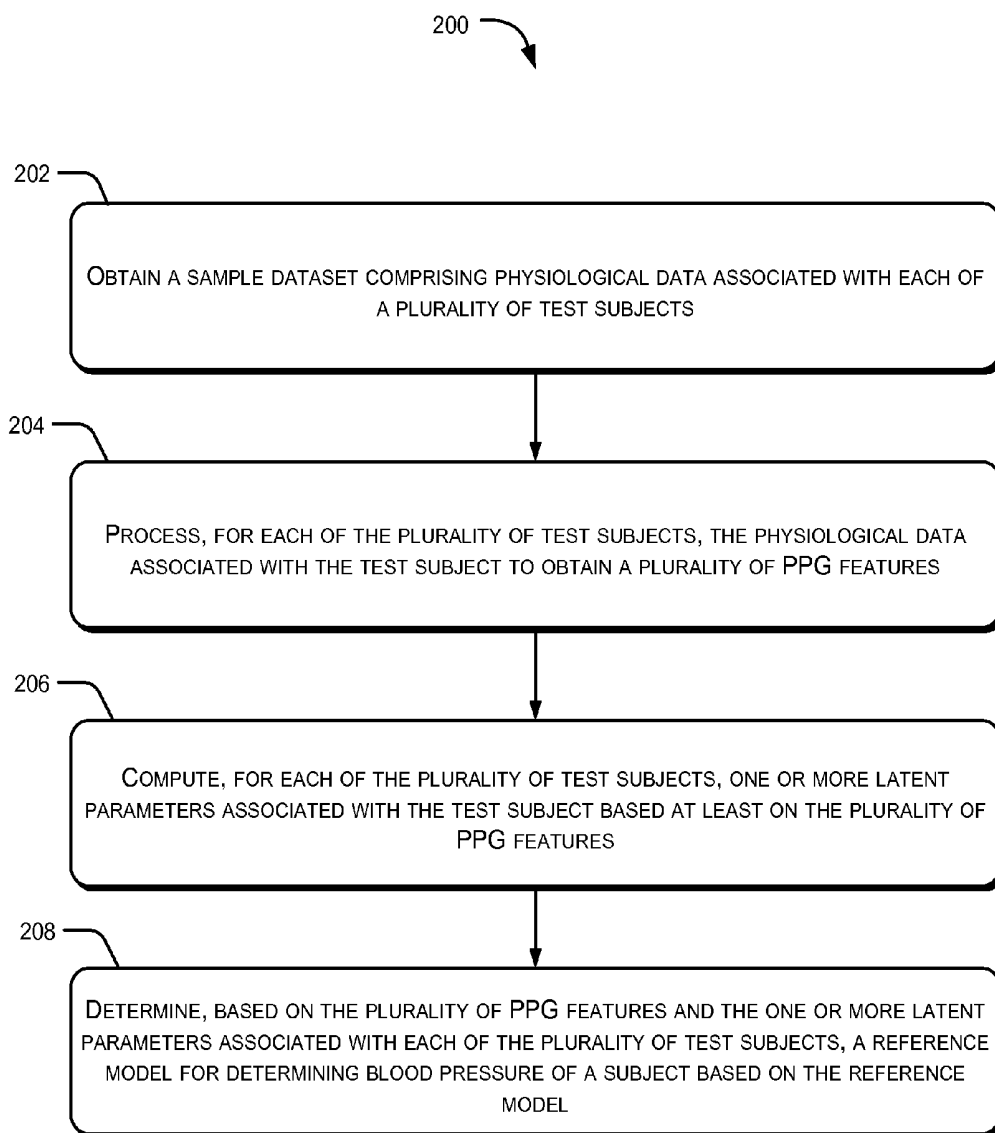 200
202
OBTAIN A SAMPLE DATASET COMPRISING PHYSIOLOGICAL DATA ASSOCIATED WITH EACH OF
A PLURALITY OF TEST SUBJECTS
204
PROCESS, FOR EACH OF THE PLURALITY OF TEST SUBJECTS, THE PHYSIOLOGICAL DATA
ASSOCIATED WITH THE TEST SUBJECT TO OBTAIN A PLURALITY OF PPG FEATURES
206
COMPUTE, FOR EACH OF THE PLURALITY OF TEST SUBJECTS, ONE OR MORE LATENT
PARAMETERS ASSOCIATED WITH THE TEST SUBJECT BASED AT LEAST ON THE PLURALITY OF
PPG FEATURES
208
DETERMINE, BASED ON THE PLURALITY OF PPG FEATURES AND THE ONE OR MORE LATENT
PARAMETERS ASSOCIATED WITH EACH OF THE PLURALITY OF TEST SUBJECTS, A REFERENCE
MODEL FOR DETERMINING BLOOD PRESSURE OF A SUBJECT BASED ON THE REFERENCE
MODEL